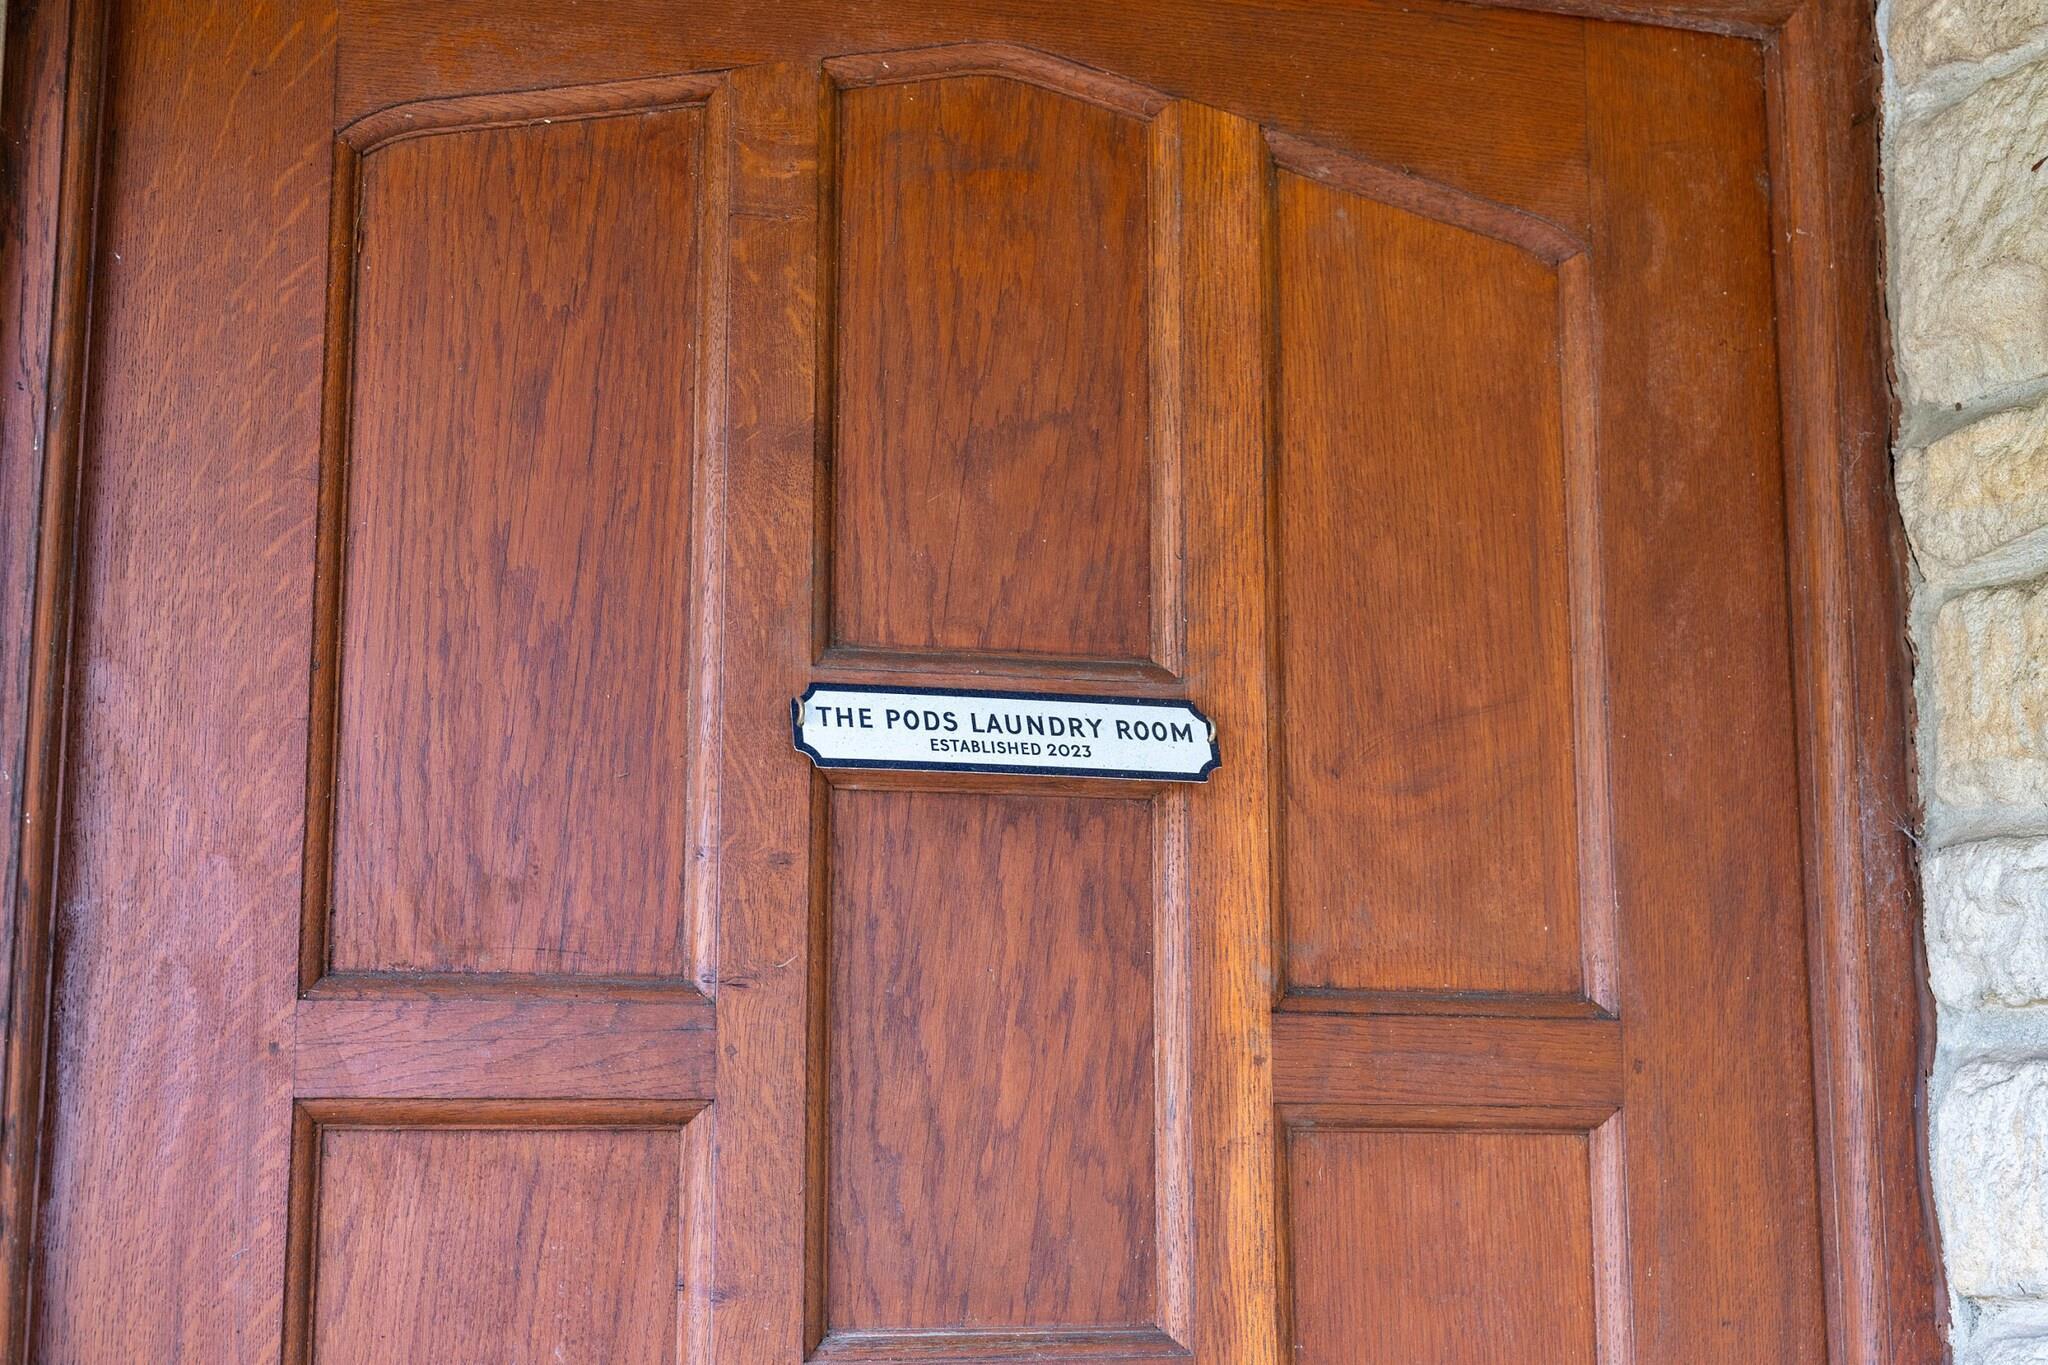 THE PODS LAUNDRY ROOM
ESTABLISHED 2023